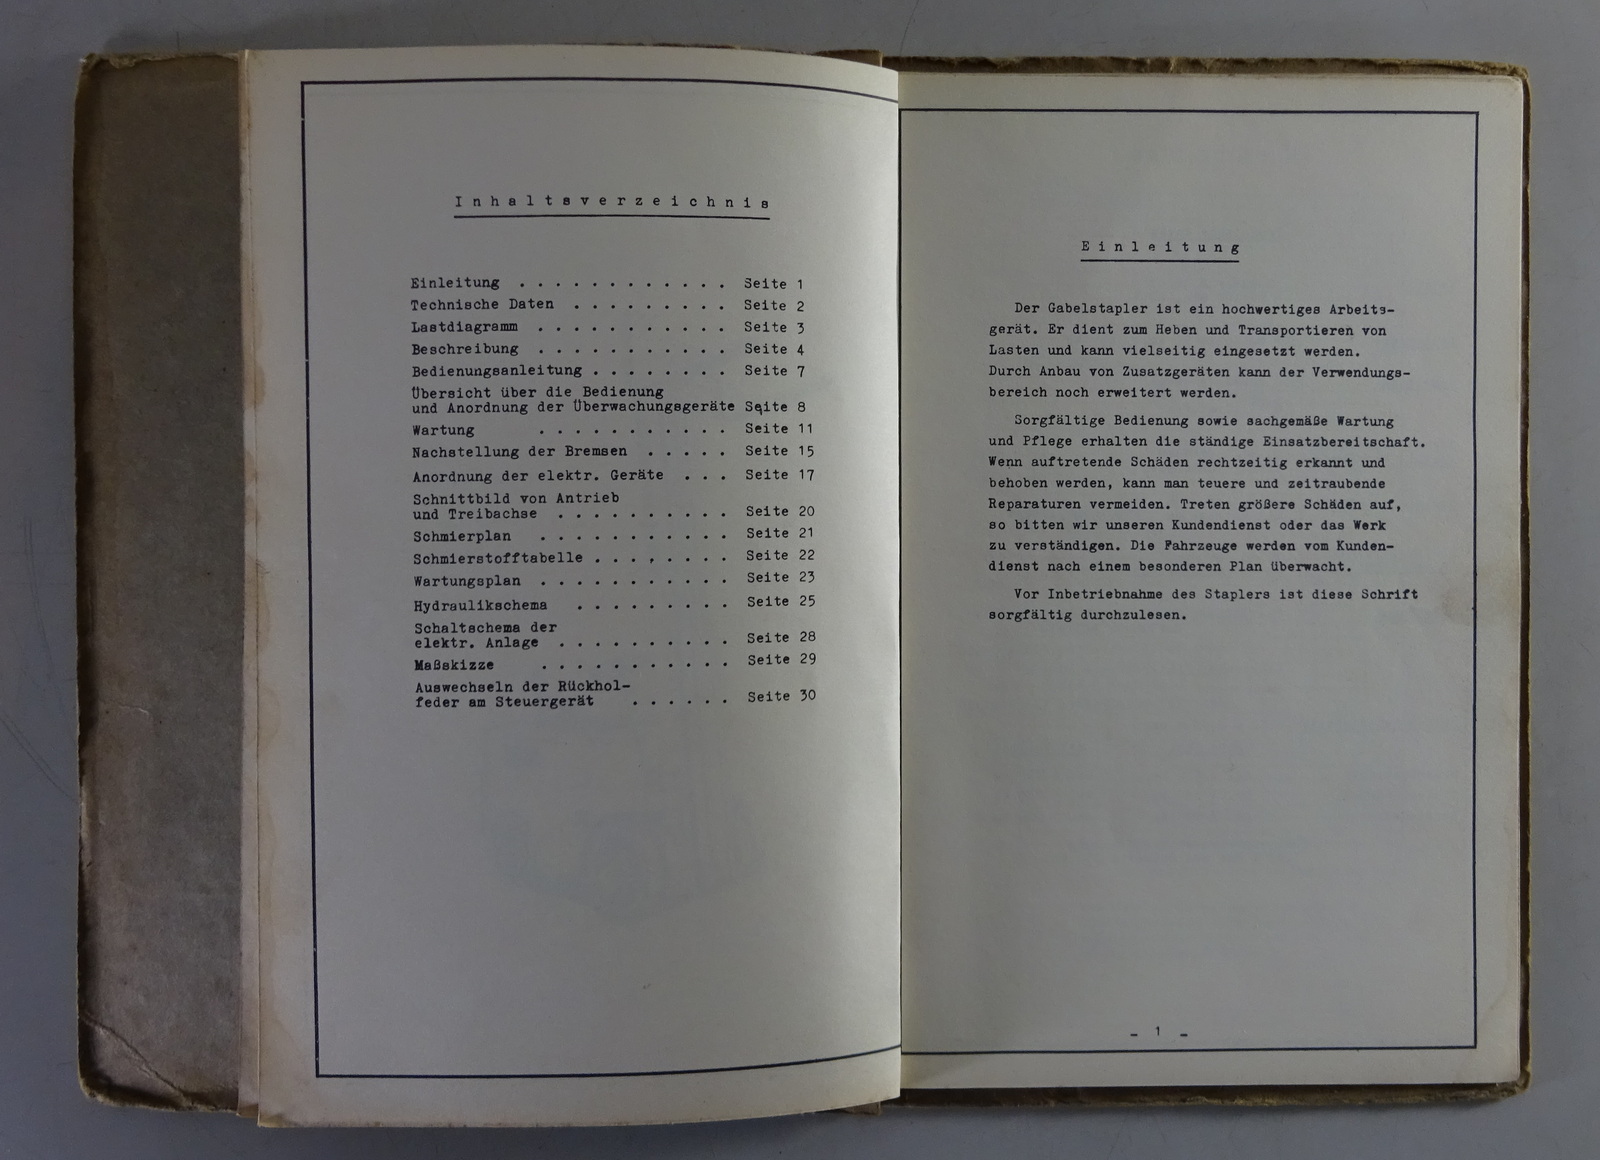 Inhaltsverzeichnis
Einleitung . . . . . . . . . . . . Seite 1
Technische Daten . . . . . . . . . Seite 2
Lastdiagramm . . . . . . . . . . . Seite 3
Beschreibung . . . . . . . . . . . Seite 4
Bedienungsanleitung . . . . . . . . Seite 7
Übersicht über die Bedienung
und Anordnung der Überwachungsgeräte Seite 8
Wartung . . . . . . . . . . . Seite 11
Nachstellung der Bremsen . . . . . Seite 15
Anordnung der elektr. Geräte . . . Seite 17
Schnittbild von Antrieb
und Treibachse . . . . . . . . . . Seite 20
Schmierplan . . . . . . . . . . . Seite 21
Schmierstofftabelle . . . . . . . . Seite 22
Wartungsplan . . . . . . . . . . . Seite 23
Hydraulikschema . . . . . . . . . Seite 25
Schaltschema der
elektr. Anlage . . . . . . . . . . Seite 28
Maßskizze . . . . . . . . . . . Seite 29
Auswechseln der Rückhol-
feder am Steuergerät . . . . . . Seite 30
Einleitung
Der Gabelstapler ist ein hochwertiges Arbeits-
gerät. Er dient zum Heben und Transportieren von
Lasten und kann vielseitig eingesetzt werden.
Durch Anbau von Zusatzgeräten kann der Verwendungs-
bereich noch erweitert werden.
Sorgfältige Bedienung sowie sachgemäße Wartung
und Pflege erhalten die ständige Einsatzbereitschaft.
Wenn auftretende Schäden rechtzeitig erkannt und
behoben werden, kann man teuere und zeitraubende
Reparaturen vermeiden. Treten größere Schäden auf,
so bitten wir unseren Kundendienst oder das Werk
zu verständigen. Die Fahrzeuge werden vom Kunden-
dienst nach einem besonderen Plan überwacht.
Vor Inbetriebnahme des Staplers ist diese Schrift
sorgfältig durchzulesen.
- 1 -